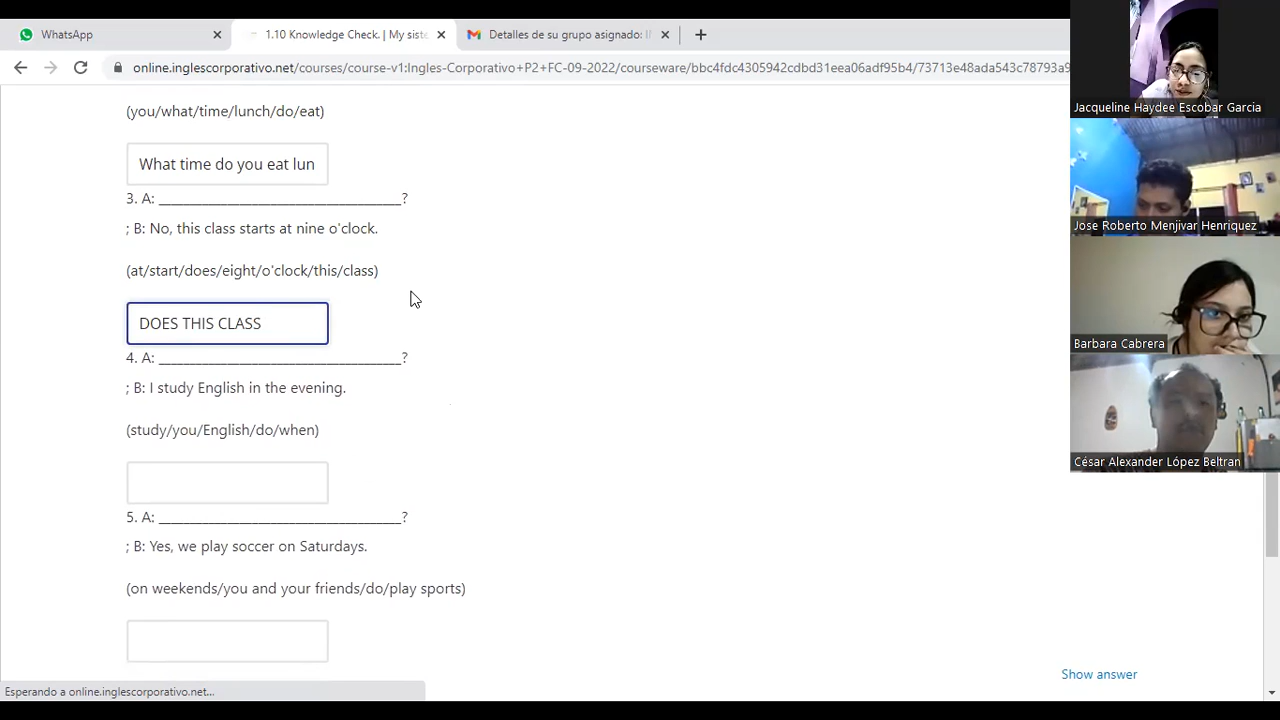 WhatsApp
1.10 Knowledge Check. | My siste
Detalles de su grupo asignado: I
online.inglescorporativo.net/courses/course-v1:Ingles-Corporativo+P2+FC-09-2022/courseware/bbc4fdc4305942cdbd31eea06adf95b4/73713e48ada543c78793a9
(you/what/time/lunch/do/eat)
What time do you eat lun
3. A: ___________________________________?
; B: No, this class starts at nine o'clock.
(at/start/does/eight/o'clock/this/class)
DOES THIS CLASS
4. A: ___________________________________?
; B: I study English in the evening.
(study/you/English/do/when)
5. A: ___________________________________?
; B: Yes, we play soccer on Saturdays.
(on weekends/you and your friends/do/play sports)
Show answer
Esperando a online.inglescorporativo.net...
Jacqueline Haydee Escobar Garcia
Jose Roberto Menjivar Henríquez
Barbara Cabrera
César Alexander López Beltran